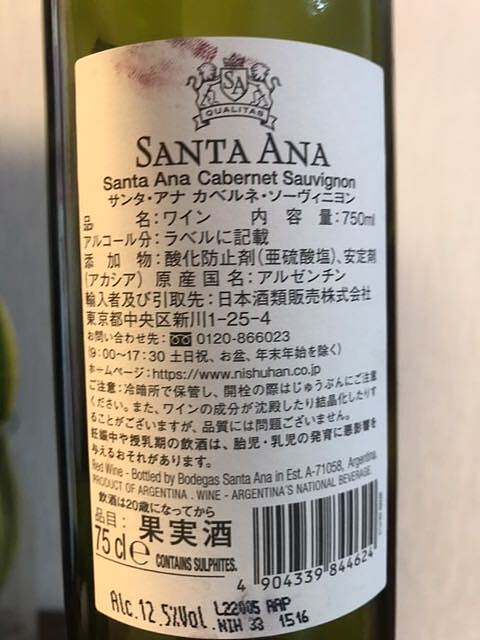 SA
QUALITAS
SANTA ANA
Santa Ana Cabernet Sauvignon
サンタ・アナ カベルネ・ソーヴィニヨン
品 名：ワイン 内 容 量：750ml
アルコール分：ラベルに記載
添 加 物：酸化防止剤（亜硫酸塩）、安定剤
（アカシア） 原 産 国 名：アルゼンチン
輸入者及び引取先：日本酒類販売株式会社
東京都中央区新川1-25-4
お問い合わせ先： 0120-866023
（9：00～17：30 土日祝、お盆、年末年始を除く）
ホームページ：https://www.nishuhan.co.jp
ご注意：冷暗所で保管し、開栓の際はじゅうぶんにご注意
ください。また、ワインの成分が沈殿したり結晶化したりす
ることがございますが、品質には問題ございません。
妊娠中や授乳期の飲酒は、胎児・乳児の発育に悪影響を
与えるおそれがあります。
Red Wine - Bottled by Bodegas Santa Ana in Est. A-71058, Argentina.
PRODUCT OF ARGENTINA . WINE - ARGENTINA'S NATIONAL BEVERAGE.
飲酒は20歳になってから
品目： 果実酒
75 cl e CONTAINS SULPHITES.
4 904339 844624
Alc.12,5%Vol. L22005 AAP
NIH 33 1516